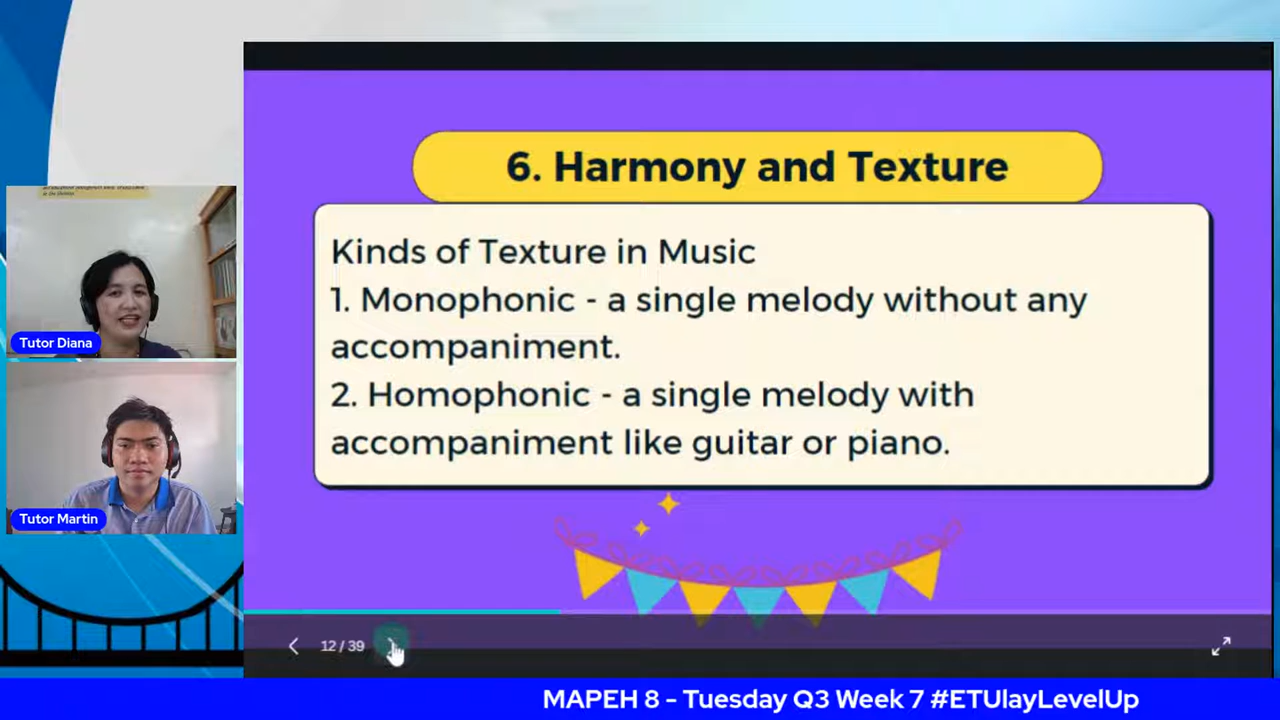 6. Harmony and Texture
Kinds of Texture in Music
1. Monophonic - a single melody without any
accompaniment.
2. Homophonic - a single melody with
accompaniment like guitar or piano.
Tutor Diana
Tutor Martin
12 / 39
MAPEH 8 - Tuesday Q3 Week 7 #ETUlayLevelUp